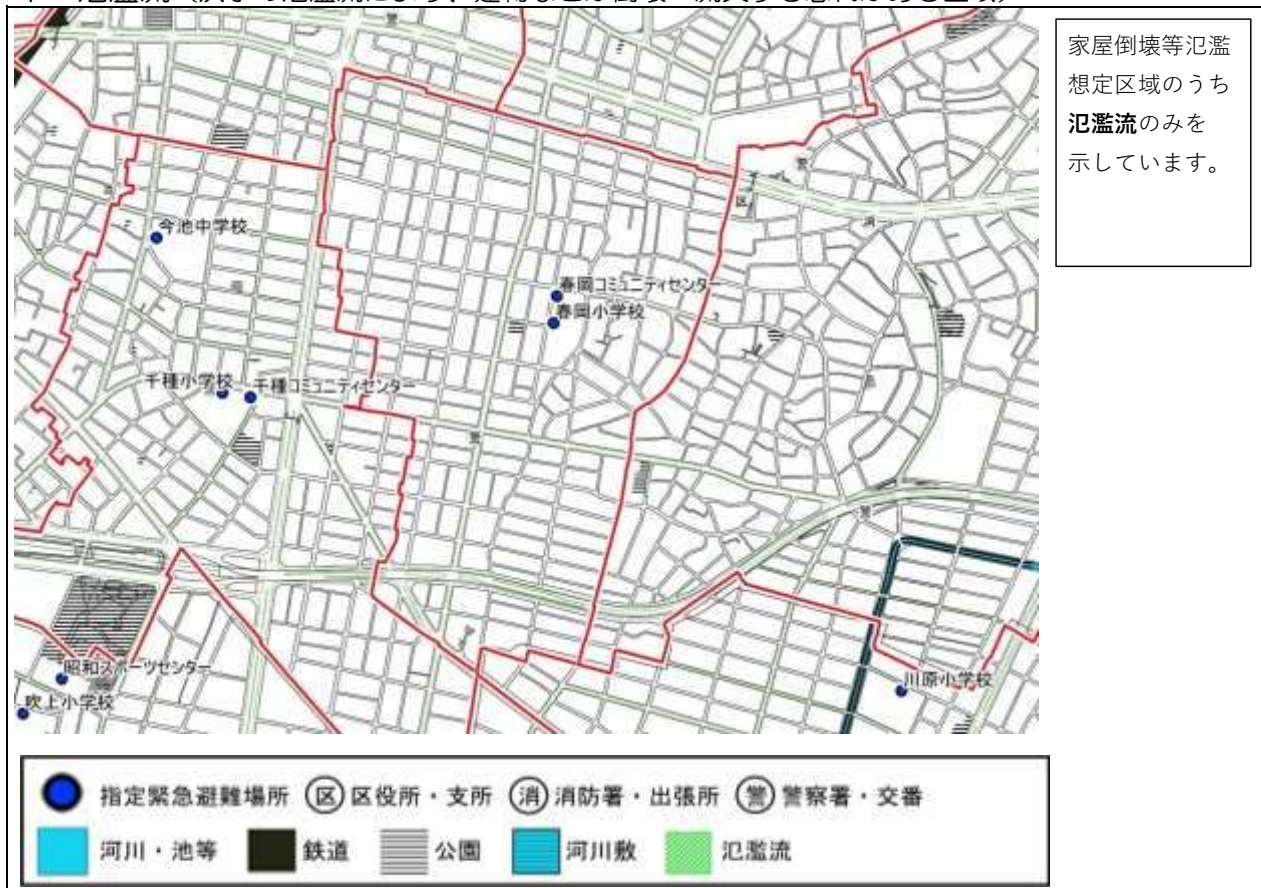 家屋倒壊等氾濫
想定区域のうち
氾濫流のみを
示しています。
今池中学校
春岡コミュニティセンター
春岡小学校
千種小学校
千種コミュニティセンター
昭和スポーツセンター
吹上小学校
川原小学校
指定緊急避難場所 区 区役所・支所 消 消防署・出張所 警 警察署・交番
河川・池等 鉄道 公園 河川敷 氾濫流